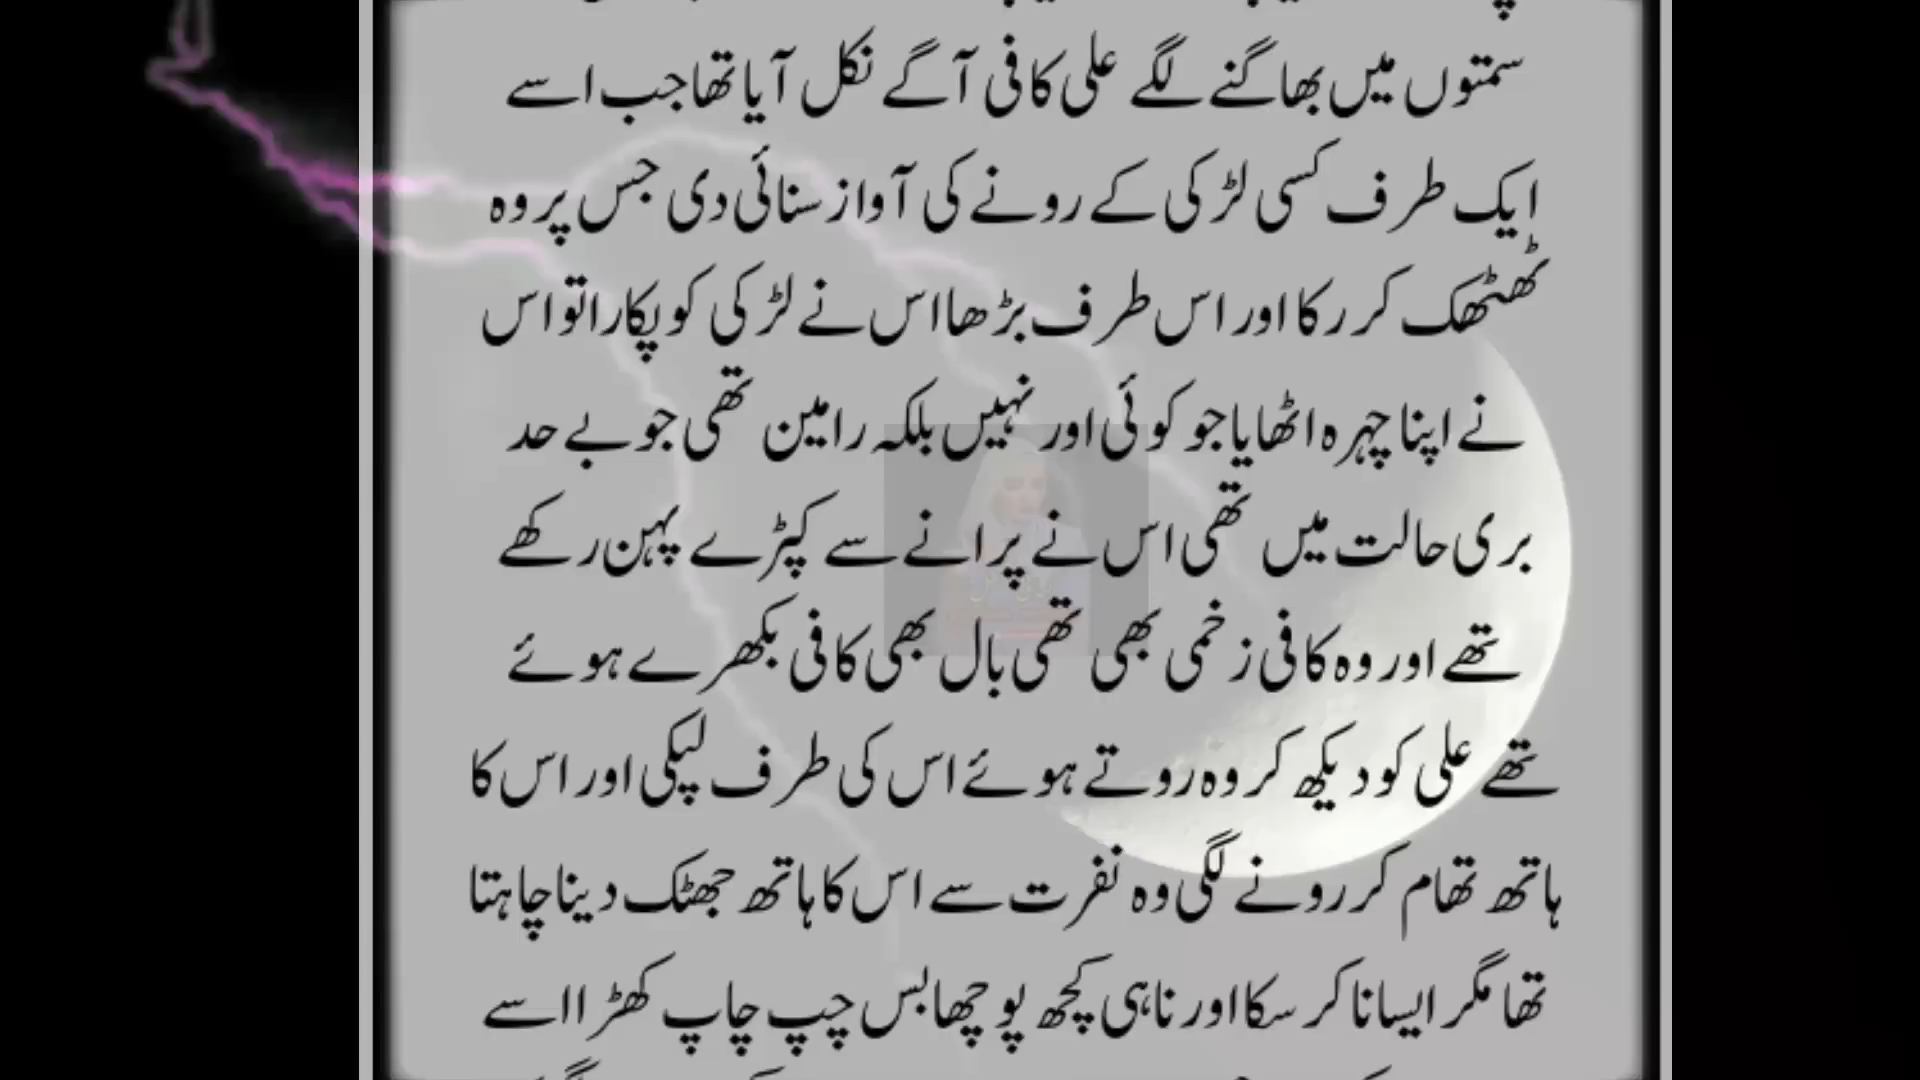 سمتوں میں بھاگنے لگے علی کافی آگے نکل آیا تھا جب اسے
ایک طرف کسی لڑکی کے رونے کی آواز سنائی دی جس پر وہ
ٹھٹھک کر رکا اور اس طرف بڑھا اس نے لڑکی کو پکارا تو اس
نے اپنا چہرہ اٹھایا جو کوئی اور نہیں بلکہ رامین تھی جو بے حد
بری حالت میں تھی اس نے پرانے سے کپڑے پہن رکھے
تھے اور وہ کافی زخمی بھی تھی بال بھی کافی بکھرے ہوئے
تھے علی کو دیکھ کر وہ روتے ہوئے اس کی طرف لپکی اور اس کا
ہاتھ تھام کر رونے لگی وہ نفرت سے اس کا ہاتھ جھٹک دینا چاہتا
تھا مگر ایسا نا کر سکا اور نا ہی کچھ پوچھا بس چپ چاپ کھڑا ا اسے